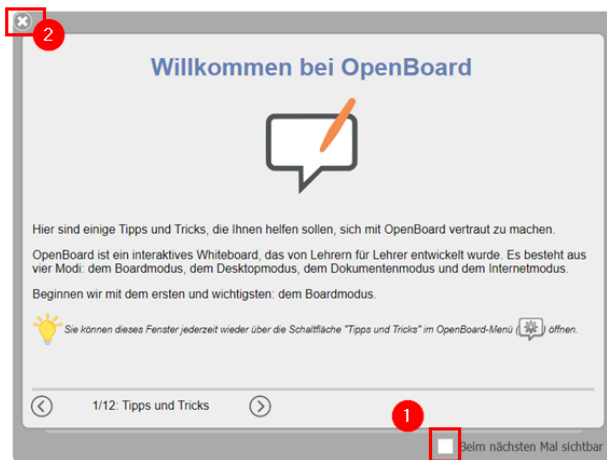 2
Willkommen bei OpenBoard
Hier sind einige Tipps und Tricks, die Ihnen helfen sollen, sich mit OpenBoard vertraut zu machen.
OpenBoard ist ein interaktives Whiteboard, das von Lehrern für Lehrer entwickelt wurde. Es besteht aus
vier Modi: dem Boardmodus, dem Desktopmodus, dem Dokumentenmodus und dem Internetmodus.
Beginnen wir mit dem ersten und wichtigsten: dem Boardmodus.
Sie können dieses Fenster jederzeit wieder über die Schaltfläche "Tipps und Tricks" im OpenBoard-Menü ( ) öffnen.
1/12: Tipps und Tricks
1
Beim nächsten Mal sichtbar